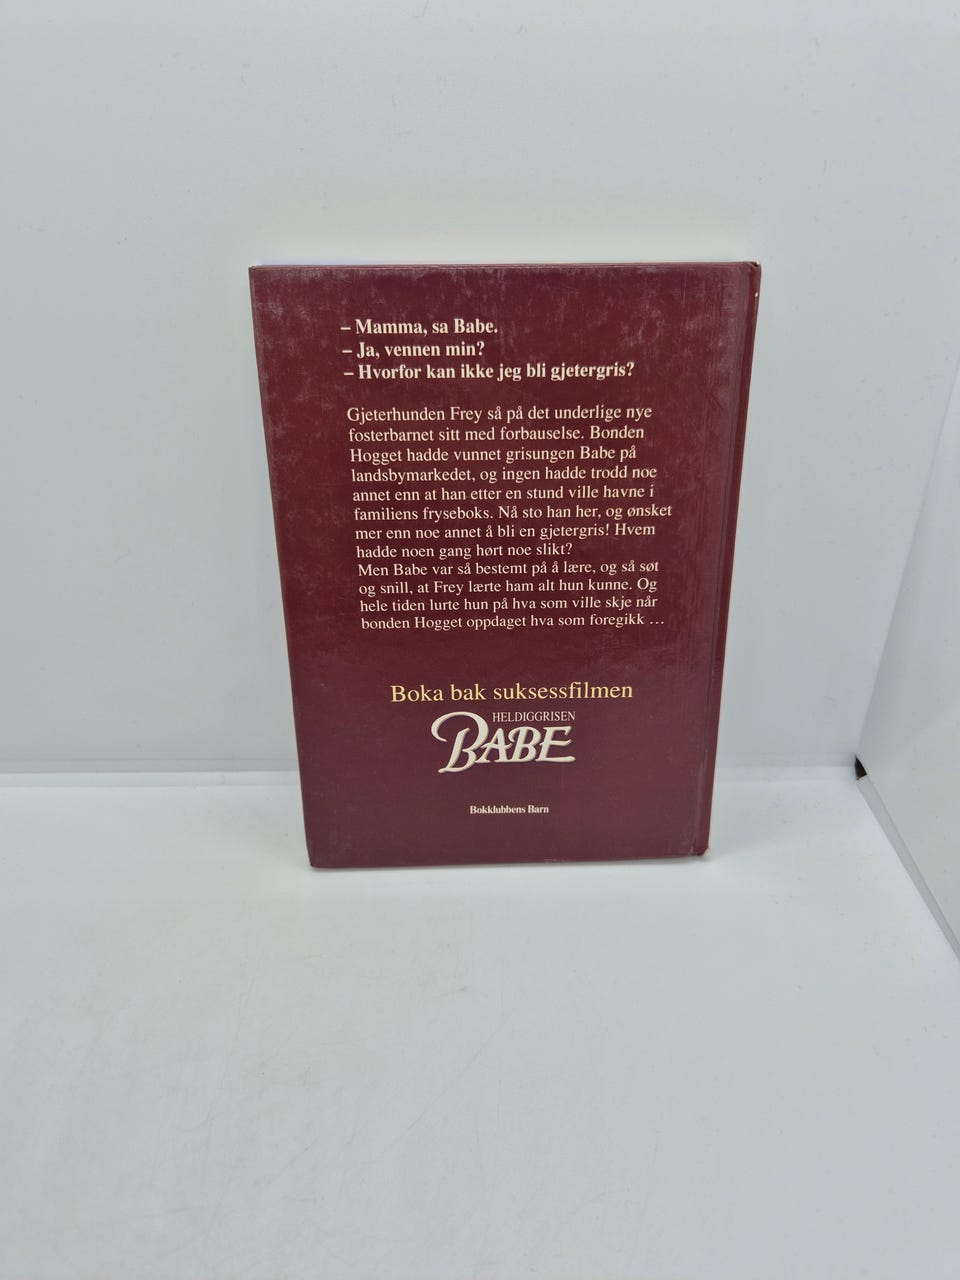 – Mamma, sa Babe.
– Ja, vennen min?
– Hvorfor kan ikke jeg bli gjetergris?
Gjeterhunden Frey så på det underlige nye
fosterbarnet sitt med forbauselse. Bonden
Hogget hadde vunnet grisungen Babe på
landsbymarkedet, og ingen hadde trodd noe
annet enn at han etter en stund ville havne i
familiens fryseboks. Nå sto han her, og ønsket
mer enn noe annet å bli en gjetergris! Hvem
hadde noen gang hørt noe slikt?
Men Babe var så bestemt på å lære, og så søt
og snill, at Frey lærte ham alt hun kunne. Og
hele tiden lurte hun på hva som ville skje når
bonden Hogget oppdaget hva som foregikk ...
Boka bak suksessfilmen
HELDIGGRISEN
BABE
Bokklubbens Barn